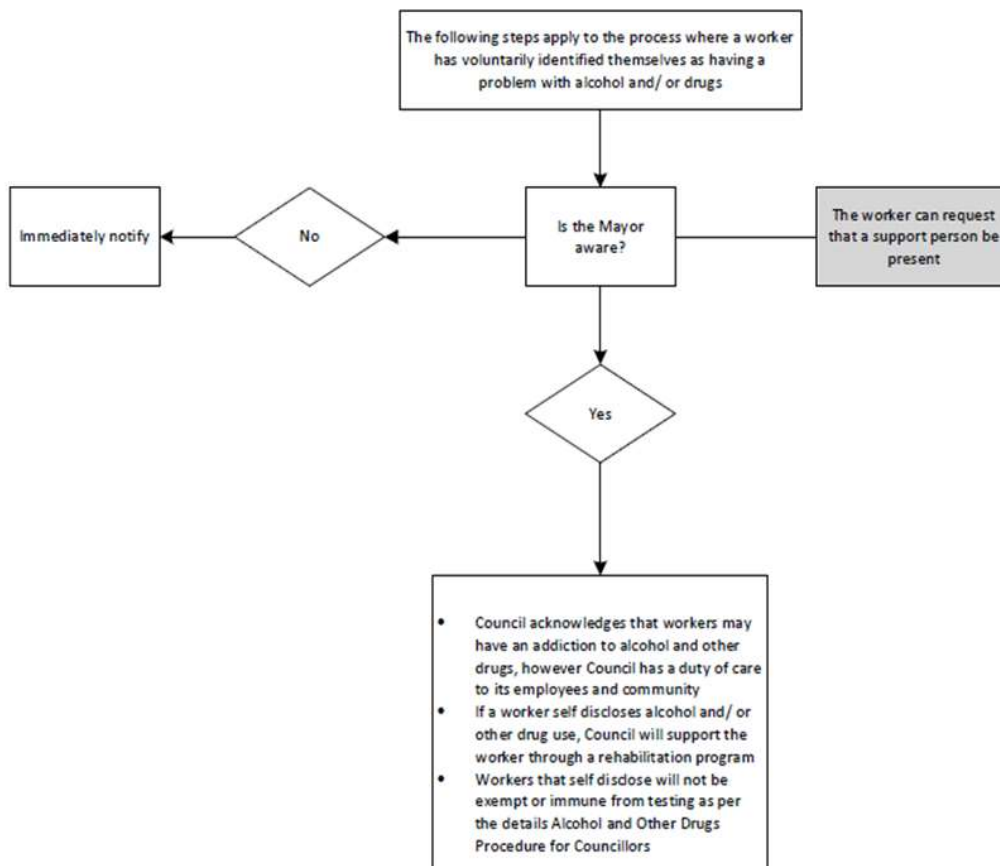 The following steps apply to the process where a worker
has voluntarily identified themselves as having a
problem with alcohol and/ or drugs
Immediately notify
No
Is the Mayor
aware?
The worker can request
that a support person be
present
Yes
• Council acknowledges that workers may
have an addiction to alcohol and other
drugs, however Council has a duty of care
to its employees and community
• If a worker self discloses alcohol and/ or
other drug use, Council will support the
worker through a rehabilitation program
• Workers that self disclose will not be
exempt or immune from testing as per
the details Alcohol and Other Drugs
Procedure for Councillors